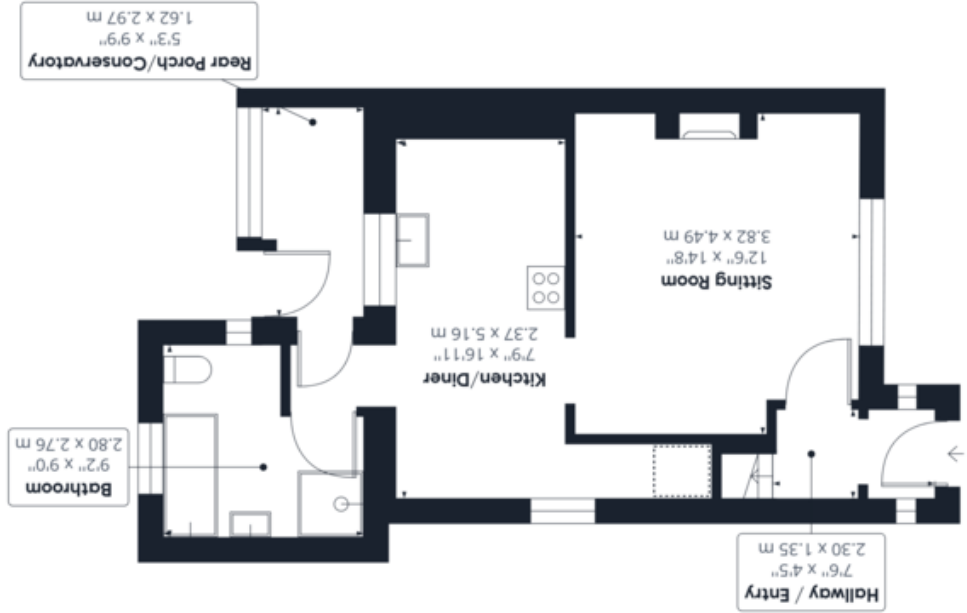 Hallway / Entry
7'6" x 4'5"
2.30 x 1.35 m
Bathroom
9'2" x 9'0"
2.80 x 2.76 m
Kitchen/Diner
7'9" x 16'11"
2.37 x 5.16 m
Sitting Room
12'6" x 14'8"
3.82 x 4.49 m
Rear Porch/Conservatory
5'3" x 9'9"
1.62 x 2.97 m